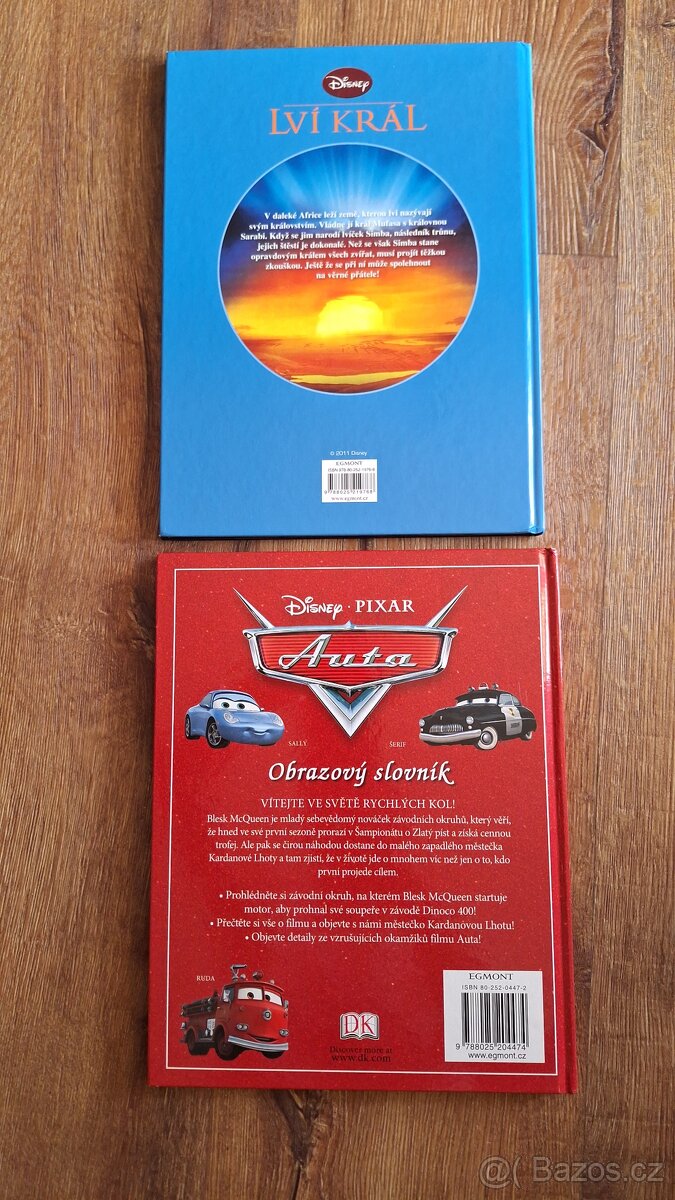 Disney
LVÍ KRÁL
V daleké Africe leží země, kterou lvi nazývají
svým královstvím. Vládne jí král Mufasa s královnou
Sarabi. Když se jim narodí lvíček Simba, následník trůnu,
jejich štěstí je dokonalé. Než se však Simba stane
opravdovým králem všech zvířat, musí projít těžkou
zkouškou. Ještě že se při ní může spolehnout
na věrné přátele!
© 2011 Disney
EGMONT
ISBN 978-80-252-1976-8
9 788025 219768
www.egmont.cz
Disney · PIXAR
Auta
SALLY
ŠERIF
Obrazový slovník
VÍTEJTE VE SVĚTĚ RYCHLÝCH KOL!
Blesk McQueen je mladý sebevědomý nováček závodních okruhů, který věří,
že hned ve své první sezoně prorazí v Šampionátu o Zlatý píst a získá cennou
trofej. Ale pak se čirou náhodou dostane do malého zapadlého městečka
Kardanové Lhoty a tam zjistí, že v životě jde o mnohem víc než jen o to, kdo
první projede cílem.
• Prohlédněte si závodní okruh, na kterém Blesk McQueen startuje
motor, aby prohnal své soupeře v závodě Dinoco 400!
• Přečtěte si vše o filmu a objevte s námi městečko Kardanovou Lhotu!
• Objevte detaily ze vzrušujících okamžiků filmu Auta!
RUDA
DK
Discover more at
www.dk.com
EGMONT
ISBN 80-252-0447-2
9 788025 204474
www.egmont.cz
@( Bazos.cz